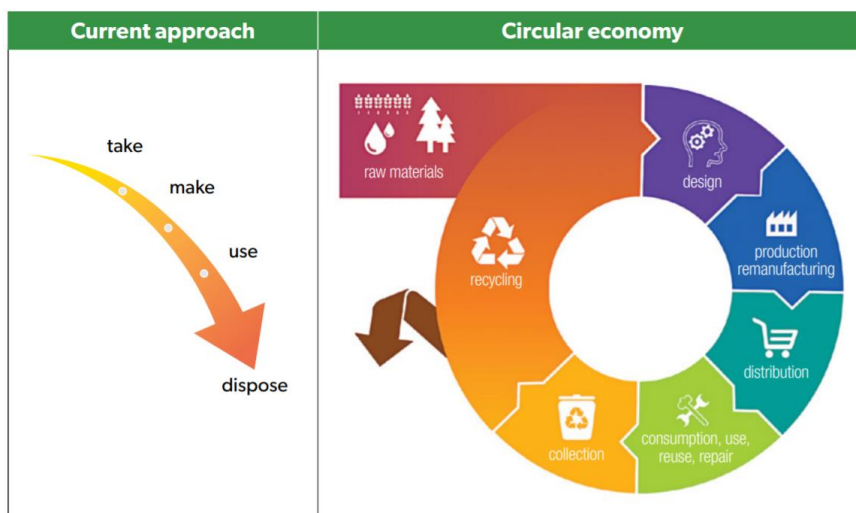 Current approach
Circular economy
take
make
use
dispose
raw materials
design
production
remanufacturing
distribution
consumption, use,
reuse, repair
collection
recycling